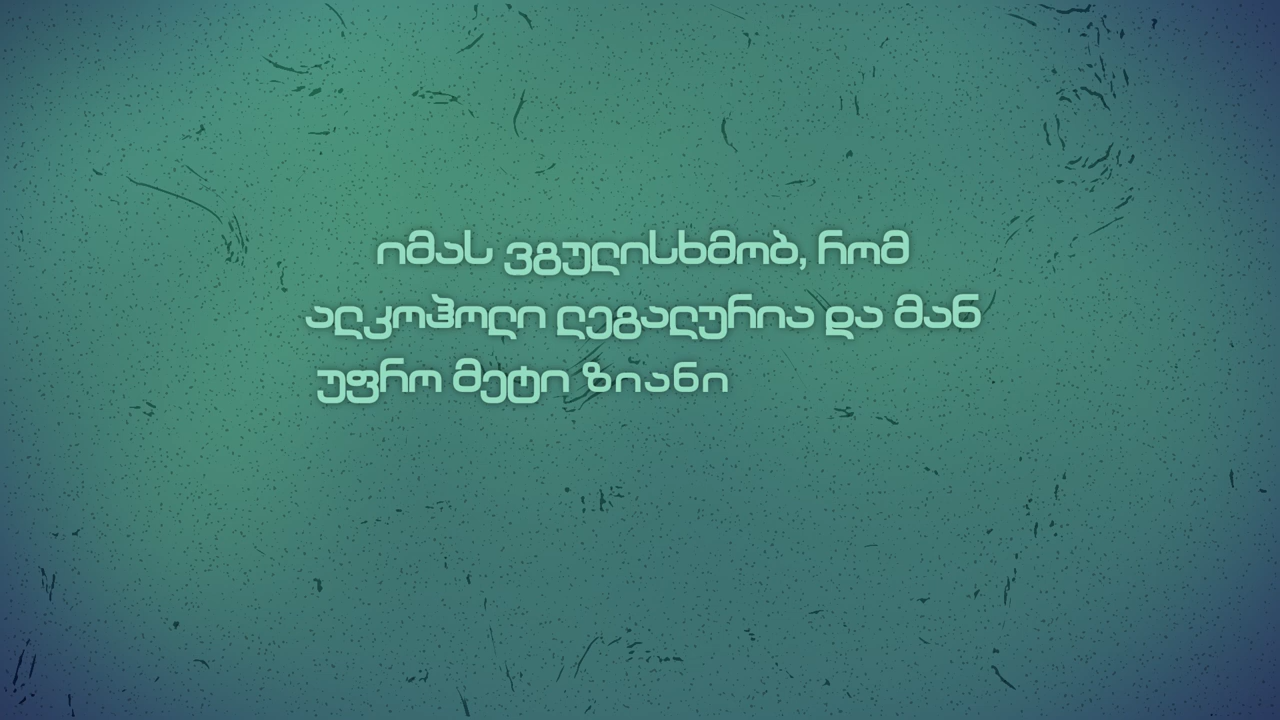 იმას ვგულისხმობ, რომ
ალკოჰოლი ლეგალურია და მან
უფრო მეტი ზიანი